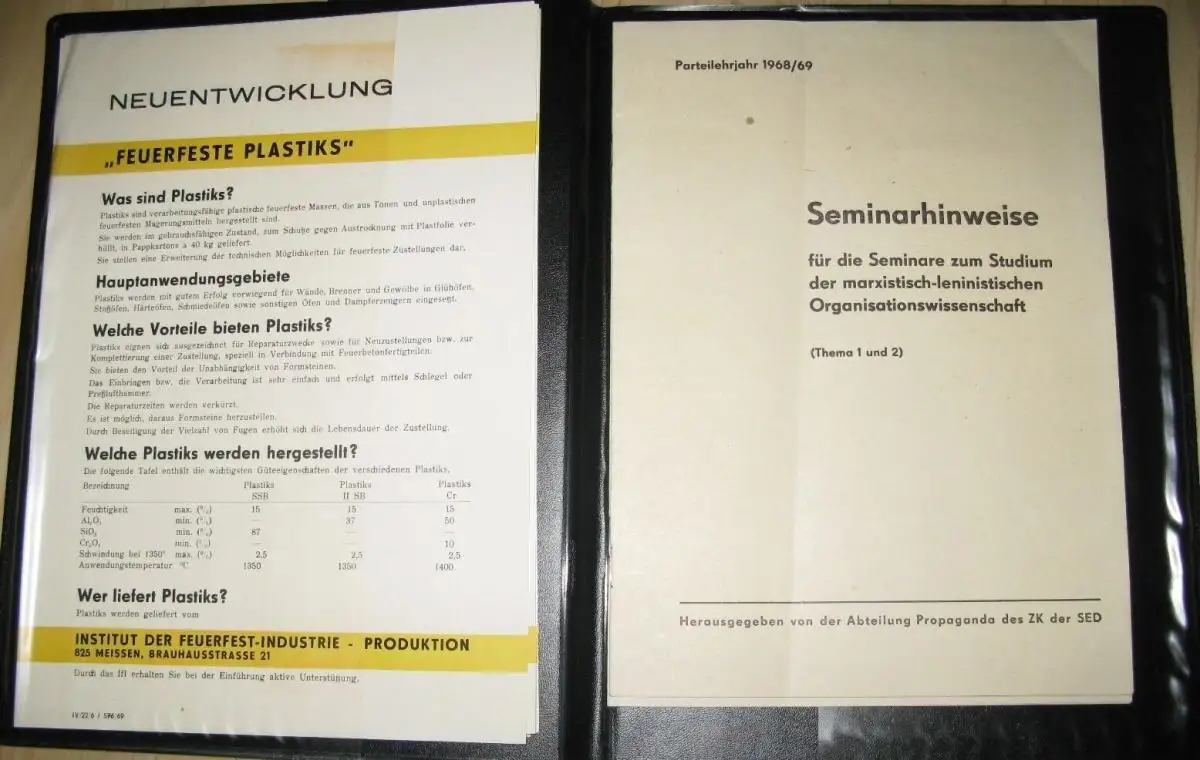 NEUENTWICKLUNG
„FEUERFESTE PLASTIKS"
Was sind Plastiks?
Plastiks sind verarbeitungsfähige plastische feuerfeste Massen, die aus Tonen und unplastischen
feuerfesten Magerungsmitteln hergestellt sind.
Sie werden im gebrauchsfähigen Zustand, zum Schutze gegen Austrocknung mit Plastfolie ver-
hüllt, in Pappkartons à 40 kg geliefert.
Sie stellen eine Erweiterung der technischen Möglichkeiten für feuerfeste Zustellungen dar.
Hauptanwendungsgebiete
Plastiks werden mit gutem Erfolg vorwiegend für Wände, Brenner und Gewölbe in Glühöfen,
Stoßöfen, Härteöfen, Schmiedeöfen sowie sonstigen Öfen und Dampferzeugern eingesetzt.
Welche Vorteile bieten Plastiks?
Plastiks eignen sich ausgezeichnet für Reparaturzwecke sowie für Neuzustellungen bzw. zur
Komplettierung einer Zustellung, speziell in Verbindung mit Feuerbetonfertigteilen.
Sie bieten den Vorteil der Unabhängigkeit von Formsteinen.
Das Einbringen bzw. die Verarbeitung ist sehr einfach und erfolgt mittels Schlegel oder
Preßlufthammer.
Die Reparaturzeiten werden verkürzt.
Es ist möglich, daraus Formsteine herzustellen.
Durch Beseitigung der Vielzahl von Fugen erhöht sich die Lebensdauer der Zustellung.
Welche Plastiks werden hergestellt?
Die folgende Tafel enthält die wichtigsten Güteeigenschaften der verschiedenen Plastiks.
Bezeichnung Plastiks Plastiks Plastiks
SSB II SB Cr
Feuchtigkeit max. (%) 15 15 15
Al₂O₃ min. (%) — 37 50
SiO₂ min. (%) 87 — —
Cr₂O₃ min. (%) — — 10
Schwindung bei 1350° max. (%) 2,5 2,5 2,5
Anwendungstemperatur °C 1350 1350 1400
Wer liefert Plastiks?
Plastiks werden geliefert vom
INSTITUT DER FEUERFEST-INDUSTRIE - PRODUKTION
825 MEISSEN, BRAUHAUSSTRASSE 21
Durch das IfI erhalten Sie bei der Einführung aktive Unterstützung.
IV/22/6 / 596/69
Parteilehrjahr 1968/69
Seminarhinweise
für die Seminare zum Studium
der marxistisch-leninistischen
Organisationswissenschaft
(Thema 1 und 2)
Herausgegeben von der Abteilung Propaganda des ZK der SED